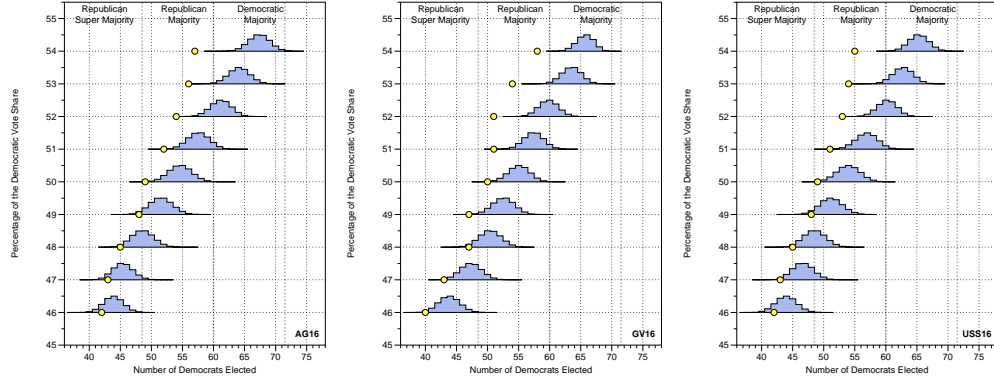 Republican
Super Majority
Republican
Majority
Democratic
Majority
55
54
53
52
51
50
49
48
47
46
45
Percentage of the Democratic Vote Share
AG16
40 45 50 55 60 65 70 75
Number of Democrats Elected
Republican
Super Majority
Republican
Majority
Democratic
Majority
55
54
53
52
51
50
49
48
47
46
45
Percentage of the Democratic Vote Share
GV16
40 45 50 55 60 65 70 75
Number of Democrats Elected
Republican
Super Majority
Republican
Majority
Democratic
Majority
55
54
53
52
51
50
49
48
47
46
45
Percentage of the Democratic Vote Share
USS16
40 45 50 55 60 65 70 75
Number of Democrats Elected